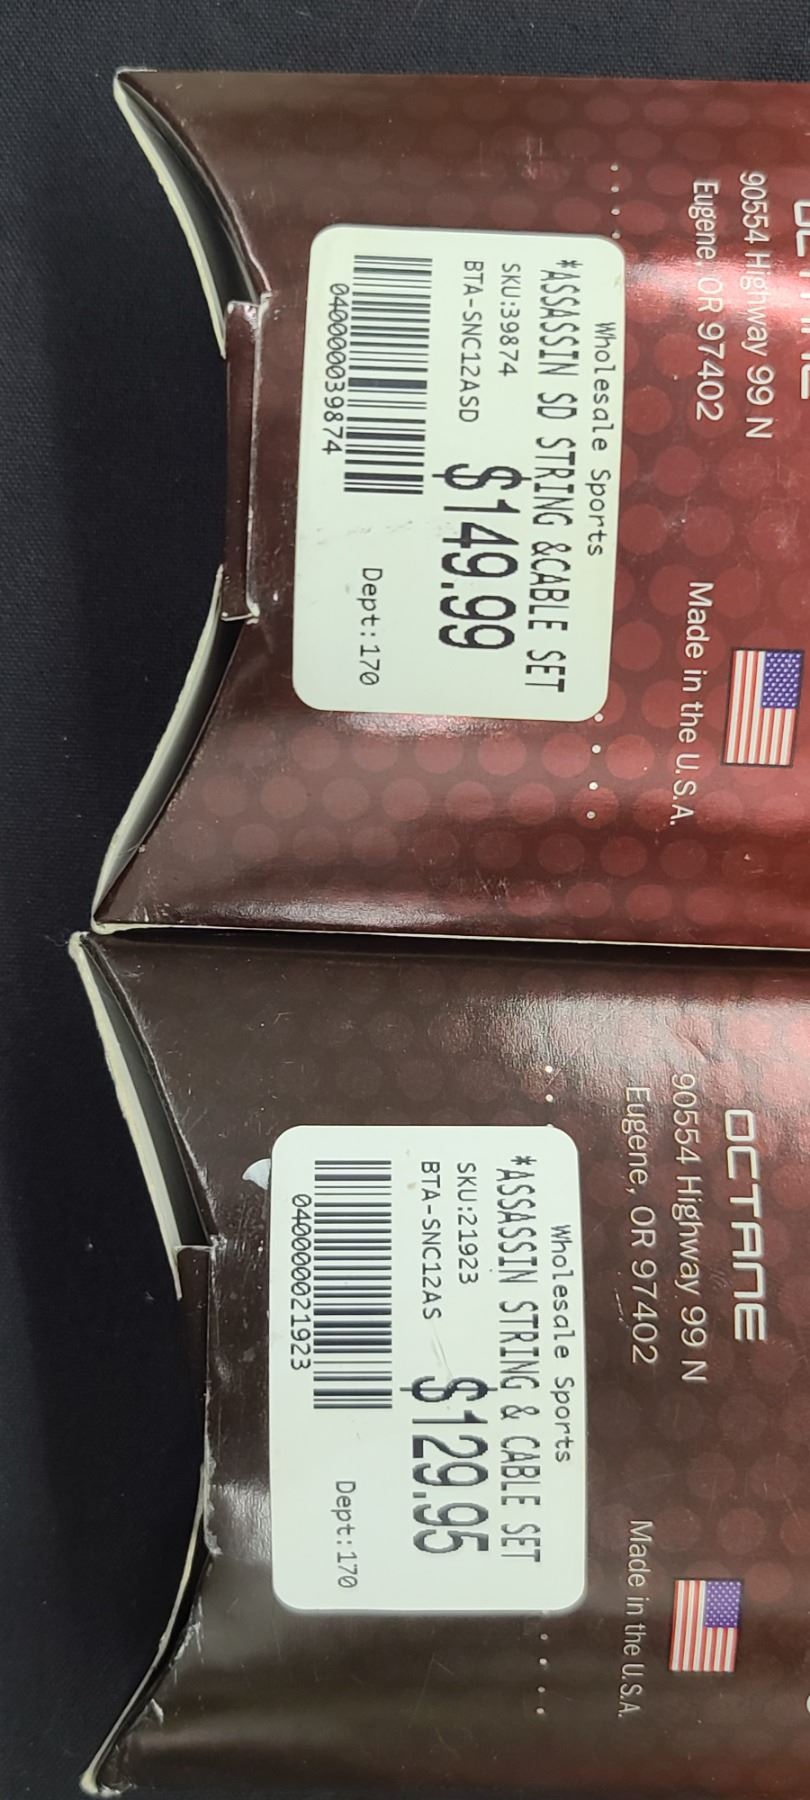 90554 Highway 99 N
Eugene, OR 97402
Made in the U.S.A.
Wholesale Sports
*ASSASSIN SD STRING &CABLE SET
SKU:39874
BTA-SNC12ASD
$149.99
040000039874
Dept:170
OCTANE
90554 Highway 99 N
Eugene, OR 97402
Made in the U.S.A.
Wholesale Sports
*ASSASSIN STRING & CABLE SET
SKU:21923
BTA-SNC12AS
$129.95
040000021923
Dept:170